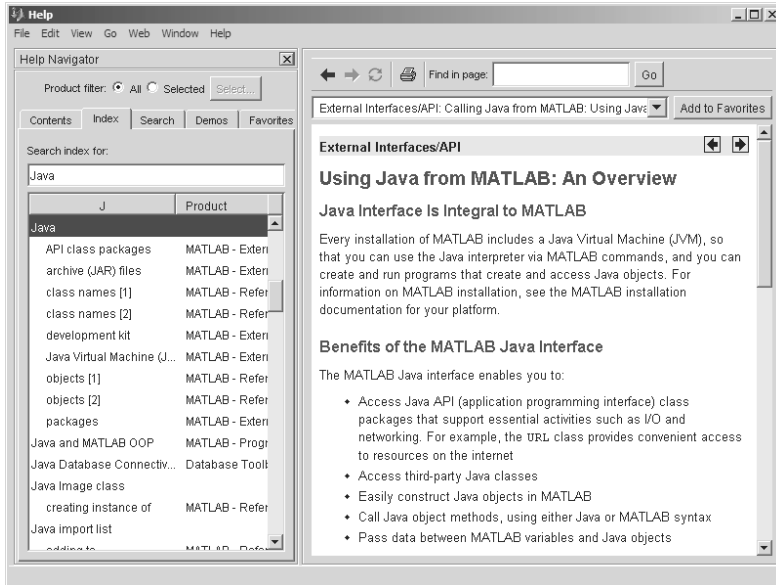 Help
File Edit View Go Web Window Help
Help Navigator
Product filter: All Selected Select...
Contents Index Search Demos Favorites
Search index for:
Java
J Product
Java
API class packages MATLAB - Extern
archive (JAR) files MATLAB - Extern
class names [1] MATLAB - Refer
class names [2] MATLAB - Refer
development kit MATLAB - Extern
Java Virtual Machine (J... MATLAB - Extern
objects [1] MATLAB - Refer
objects [2] MATLAB - Refer
packages MATLAB - Extern
Java and MATLAB OOP MATLAB - Progr
Java Database Connectiv... Database Toolb
Java Image class
creating instance of MATLAB - Refer
Java import list
adding to MATLAB - Refer
Find in page: Go
External Interfaces/API: Calling Java from MATLAB: Using Java Add to Favorites
External Interfaces/API
Using Java from MATLAB: An Overview
Java Interface Is Integral to MATLAB
Every installation of MATLAB includes a Java Virtual Machine (JVM), so
that you can use the Java interpreter via MATLAB commands, and you can
create and run programs that create and access Java objects. For
information on MATLAB installation, see the MATLAB installation
documentation for your platform.
Benefits of the MATLAB Java Interface
The MATLAB Java interface enables you to:
• Access Java API (application programming interface) class
packages that support essential activities such as I/O and
networking. For example, the URL class provides convenient access
to resources on the internet
• Access third-party Java classes
• Easily construct Java objects in MATLAB
• Call Java object methods, using either Java or MATLAB syntax
• Pass data between MATLAB variables and Java objects